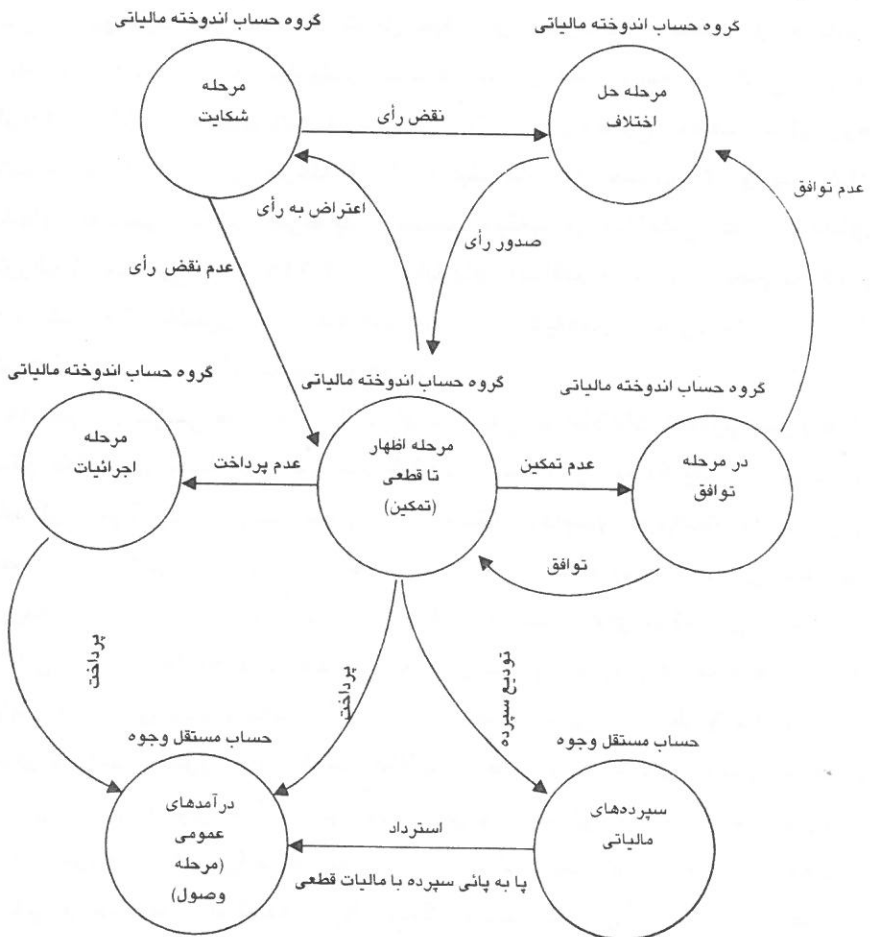 گروه حساب اندوخته مالیاتی
گروه حساب اندوخته مالیاتی
مرحله
شکایت
مرحله حل
اختلاف
نقض رأی
عدم توافق
اعتراض به رأی
صدور رأی
عدم نقض رأی
گروه حساب اندوخته مالیاتی
گروه حساب اندوخته مالیاتی
گروه حساب اندوخته مالیاتی
در مرحله
توافق
مرحله اظهار
تا قطعی
(تمکین)
مرحله
اجرائیات
عدم تمکین
عدم پرداخت
توافق
تودیع سپرده
پرداخت
پرداخت
حساب مستقل وجوه
حساب مستقل وجوه
سپرده‌های
مالیاتی
درآمدهای
عمومی
(مرحله
وصول)
استرداد
پا به پائی سپرده با مالیات قطعی